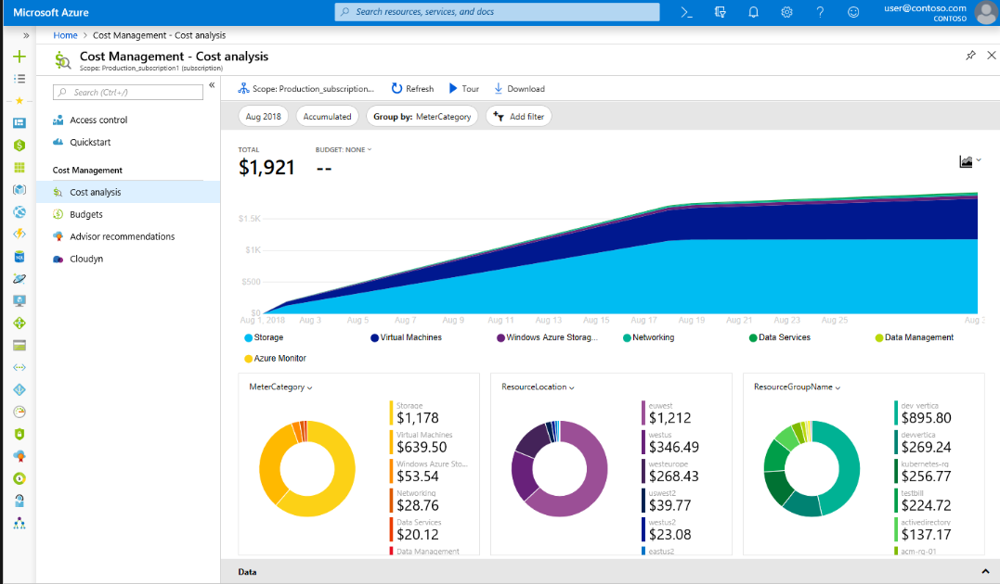 Microsoft Azure
Search resources, services, and docs
user@contoso.com
CONTOSO
Home > Cost Management - Cost analysis
Cost Management - Cost analysis
Scope: Production_subscription1 (subscription)
Search (Ctrl+/)
Access control
Quickstart
Cost Management
Cost analysis
Budgets
Advisor recommendations
Cloudyn
Scope: Production_subscription... Refresh Tour Download
Aug 2018 Accumulated Group by: MeterCategory Add filter
TOTAL BUDGET: NONE
$1,921 --
$1.5K
$1K
$500
$0
Aug 1, 2018 Aug 3 Aug 5 Aug 7 Aug 9 Aug 11 Aug 13 Aug 15 Aug 17 Aug 19 Aug 21 Aug 23 Aug 25 Aug 3
Storage Virtual Machines Windows Azure Storag... Networking Data Services Data Management
Azure Monitor
MeterCategory
Storage
$1,178
Virtual Machines
$639.50
Windows Azure Sto...
$53.54
Networking
$28.76
Data Services
$20.12
Data Management
ResourceLocation
euwest
$1,212
westus
$346.49
westeurope
$268.43
uswest2
$39.77
westus2
$23.08
eastus2
ResourceGroupName
dev_vertica
$895.80
devvertica
$269.24
kubernetes-rg
$256.77
testbill
$224.72
activedirectory
$137.17
acm-rg-01
Data